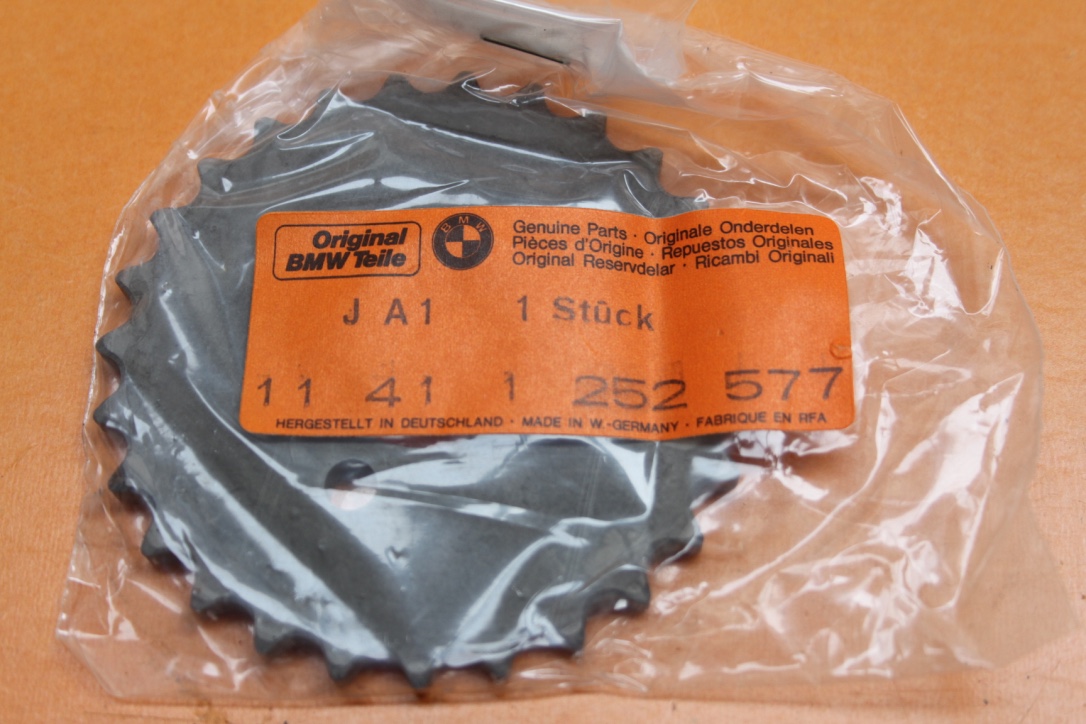 Original
BMW Teile
BMW
Genuine Parts · Originale Onderdelen
Pièces d'Origine · Repuestos Originales
Original Reservdelar · Ricambi Originali
J A1 1 Stück
11 41 1 252 577
HERGESTELLT IN DEUTSCHLAND · MADE IN W.-GERMANY · FABRIQUE EN RFA